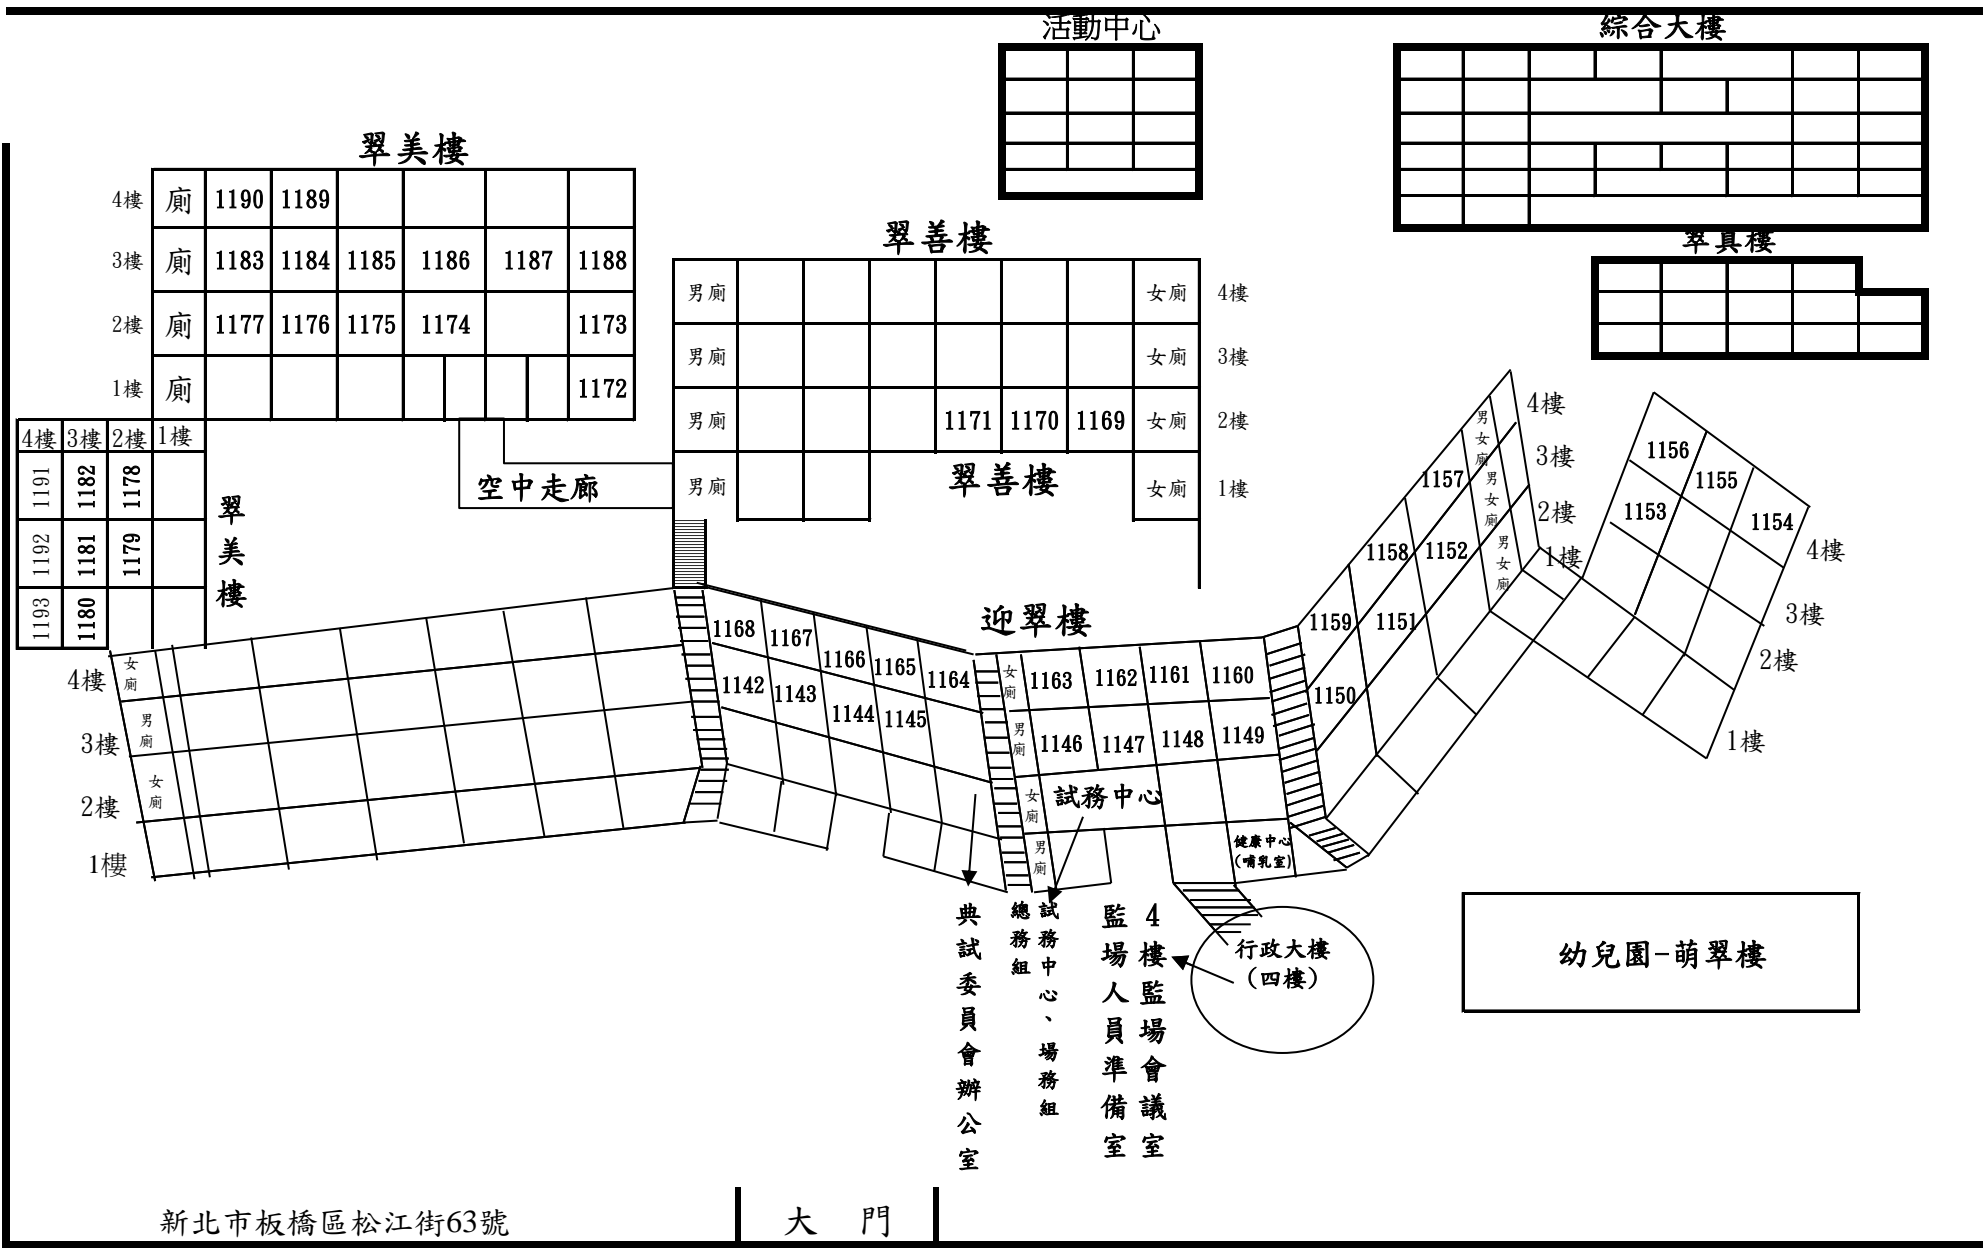 活動中心
綜合大樓
翠美樓
4樓 廁 1190 1189
3樓 廁 1183 1184 1185 1186 1187 1188
2樓 廁 1177 1176 1175 1174 1173
1樓 廁 1172
翠善樓
男廁 女廁 4樓
男廁 女廁 3樓
男廁 1171 1170 1169 女廁 2樓
男廁 翠善樓 女廁 1樓
翠真樓
4樓 3樓 2樓 1樓
1191 1182 1178
1192 1181 1179
1193 1180
翠美樓
空中走廊
迎翠樓
4樓 女廁
3樓 男廁
2樓 女廁
1樓
1168 1167 1166 1165 1164
1142 1143 1144 1145
女廁 1163 1162 1161 1160
男廁 1146 1147 1148 1149
女廁 試務中心
男廁
健康中心
(哺乳室)
1159 1158 1157 男女廁 4樓
1150 1151 1152 男女廁 3樓
男女廁 2樓
1樓
1156 1155 1154 4樓
1153 3樓
2樓
1樓
典試委員會辦公室
總務組
試務中心、場務組
監場人員準備室
4樓監場會議室
行政大樓
(四樓)
幼兒園-萌翠樓
新北市板橋區松江街63號
大 門